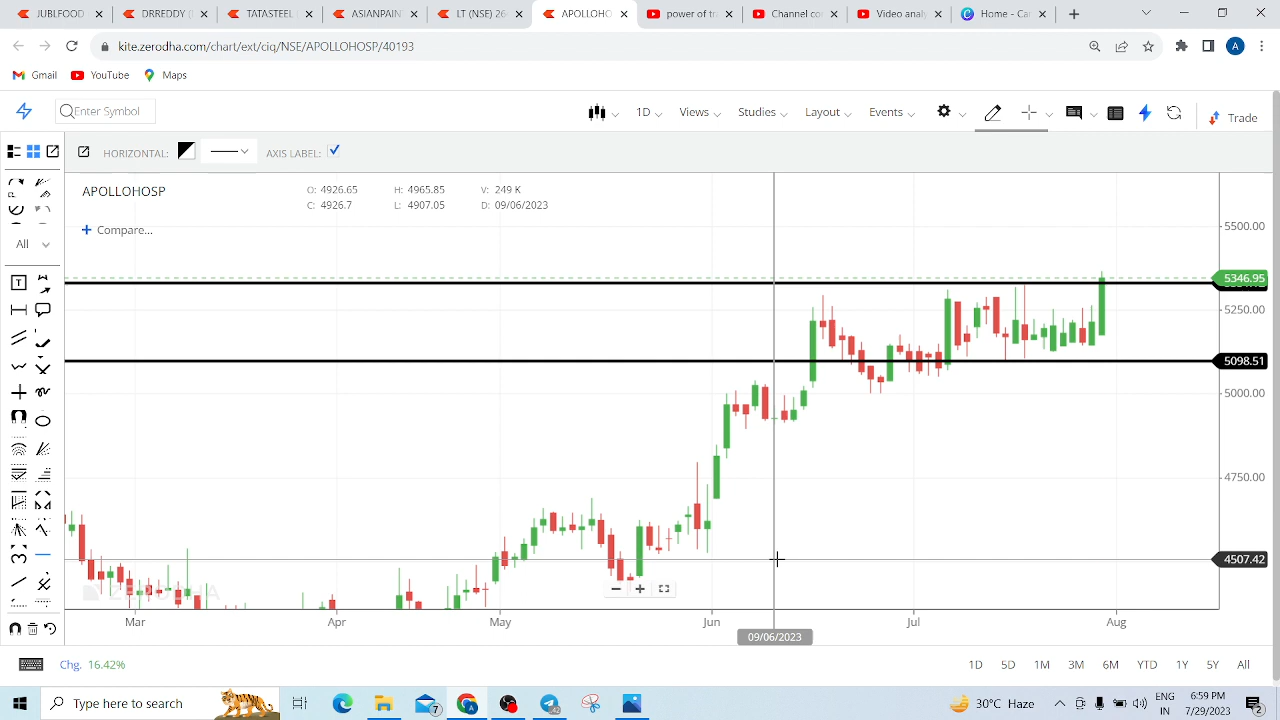 JUBLFOOD
DRREDDY (
TATASTEEL
ASIANPAIN
LT (NSE) 26
APOLLOHO
power of tr
Channel co
Video analy
Home - Ca
kite.zerodha.com/chart/ext/ciq/NSE/APOLLOHOSP/40193
A
Gmail
YouTube
Maps
Enter Symbol
1D
Views
Studies
Layout
Events
Trade
HORIZONTAL:
AXIS LABEL:
APOLLOHOSP
O: 4926.65 H: 4965.85 V: 249 K
C: 4926.7 L: 4907.05 D: 09/06/2023
+ Compare...
All
T
5500.00
5346.95
5250.00
5098.51
5000.00
4750.00
4507.42
ZERODHA
Mar
Apr
May
Jun
Jul
Aug
09/06/2023
Chg. 16.42%
1D 5D 1M 3M 6M YTD 1Y 5Y All
Type here to search
7
A
30°C Haze
ENG
IN
6:59 PM
7/29/2023
2